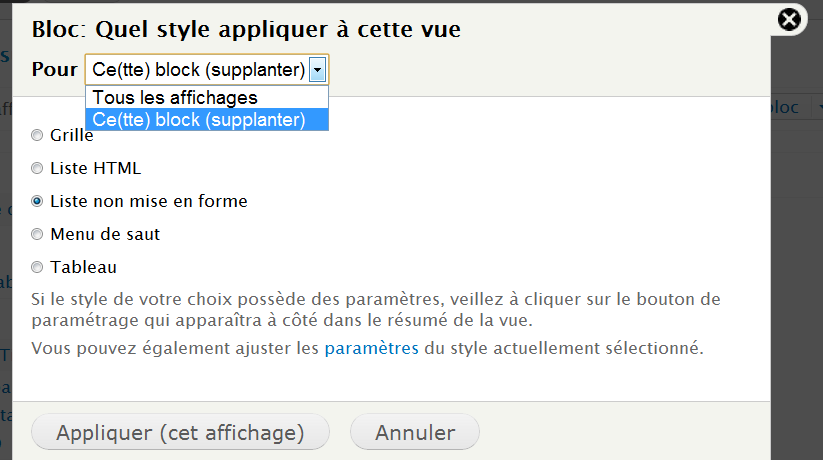 Bloc: Quel style appliquer à cette vue
Pour Ce(tte) block (supplanter)
Tous les affichages
Ce(tte) block (supplanter)
Grille
Liste HTML
Liste non mise en forme
Menu de saut
Tableau
Si le style de votre choix possède des paramètres, veillez à cliquer sur le bouton de
paramétrage qui apparaîtra à côté dans le résumé de la vue.
Vous pouvez également ajuster les paramètres du style actuellement sélectionné.
Appliquer (cet affichage) Annuler